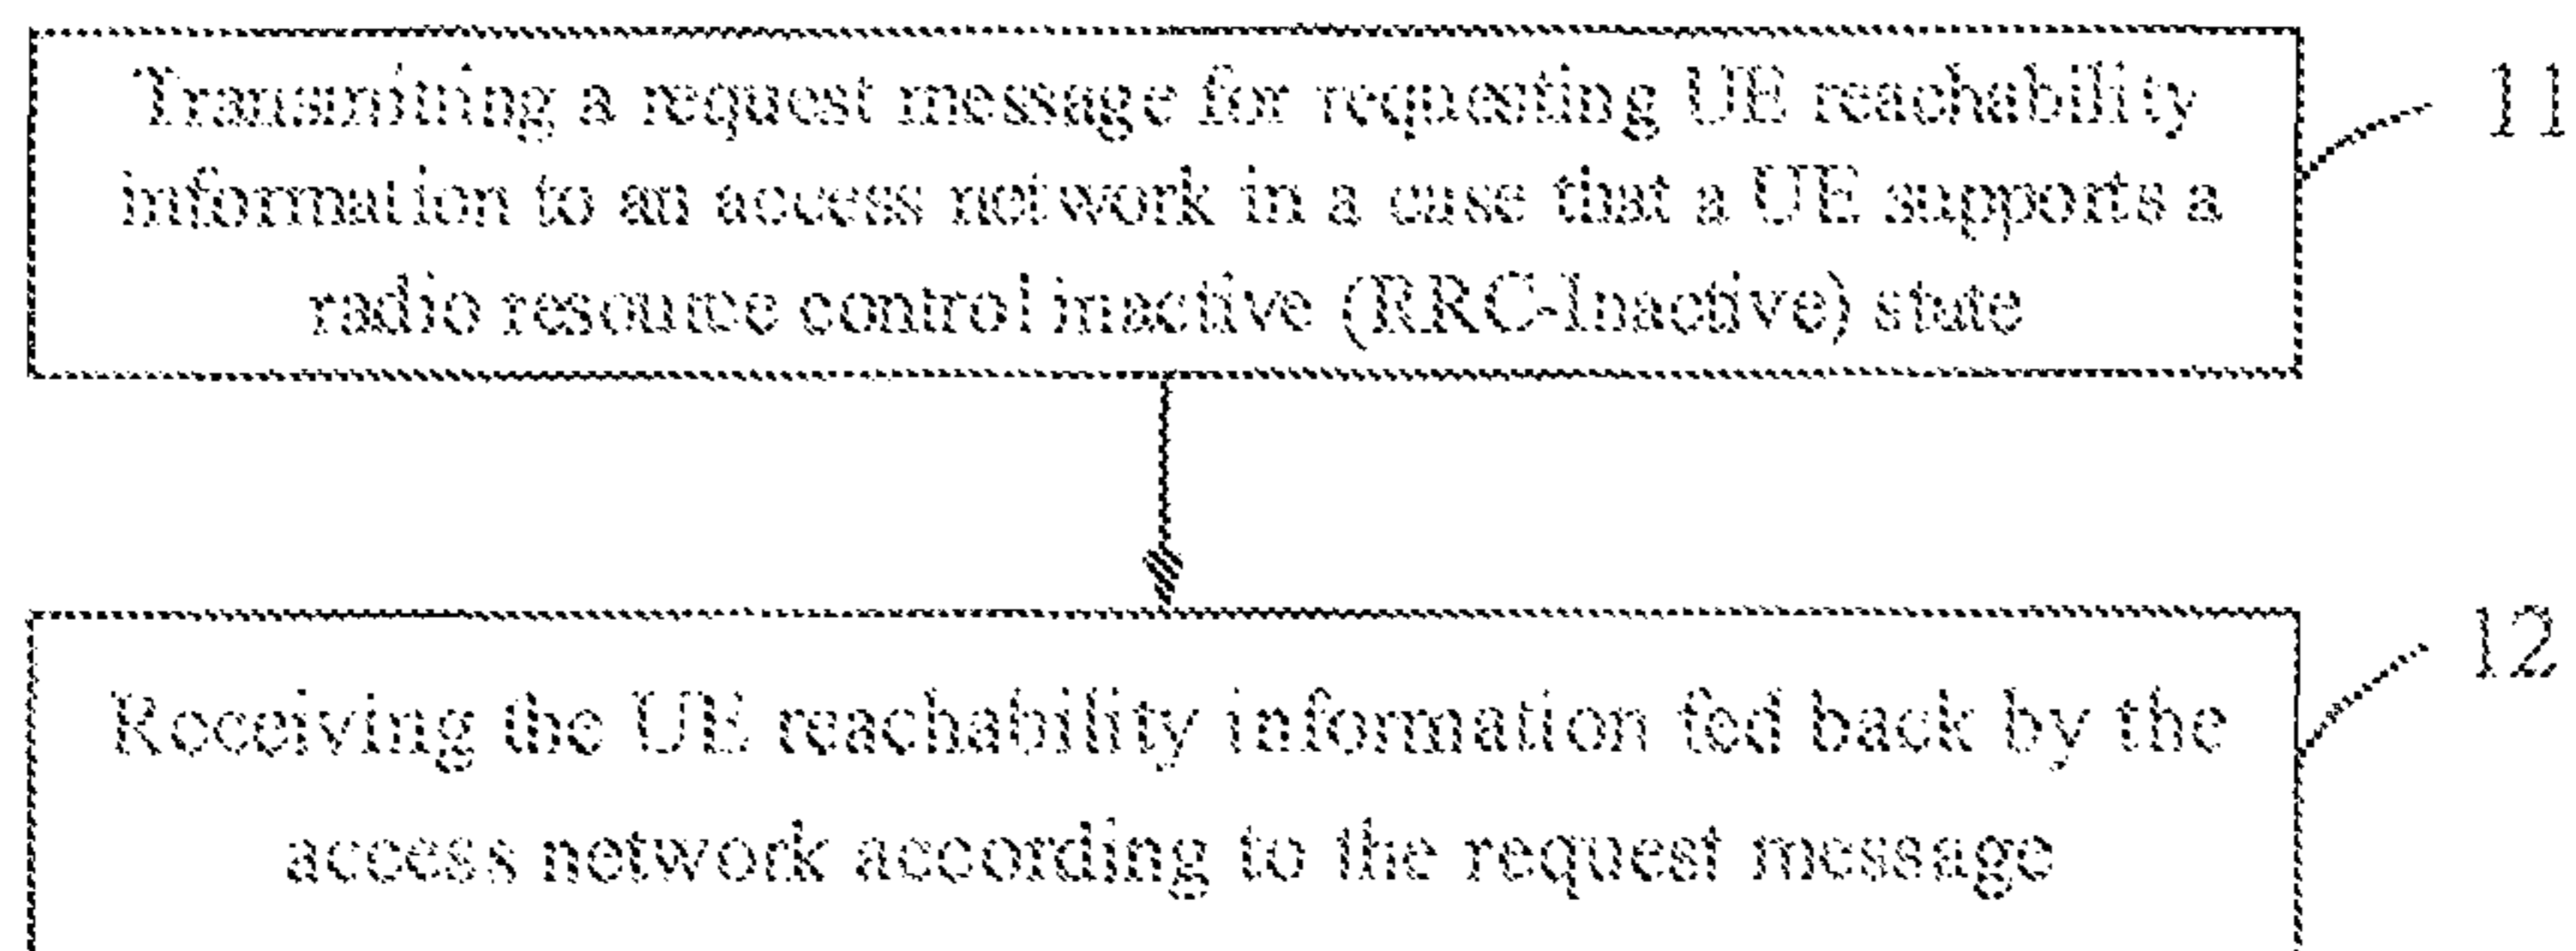 Transmitting a request message for requesting UE reachability 11
information to an access network in a case that a UE supports a
radio resource control inactive (RRC-Inactive) state
12
Receiving the UE reachability information fed back by the
access network according to the request message